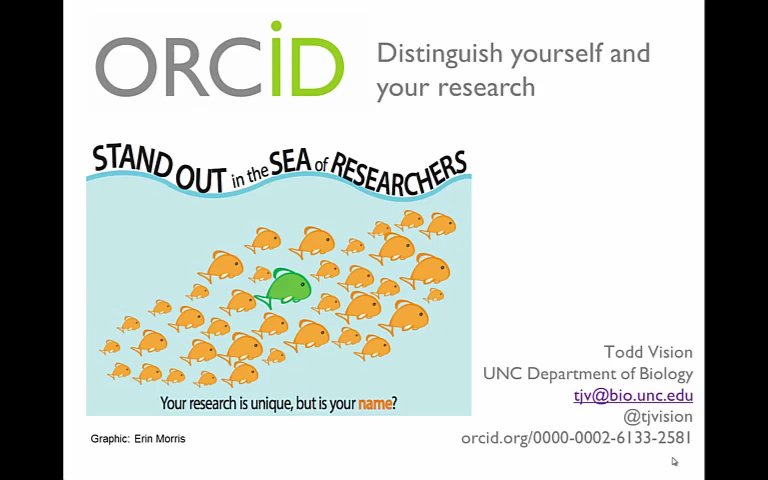 ORCiD
Distinguish yourself and
your research
STAND OUT in the SEA of RESEARCHERS
Your research is unique, but is your name?
Graphic: Erin Morris
Todd Vision
UNC Department of Biology
tjv@bio.unc.edu
@tjvision
orcid.org/0000-0002-6133-2581